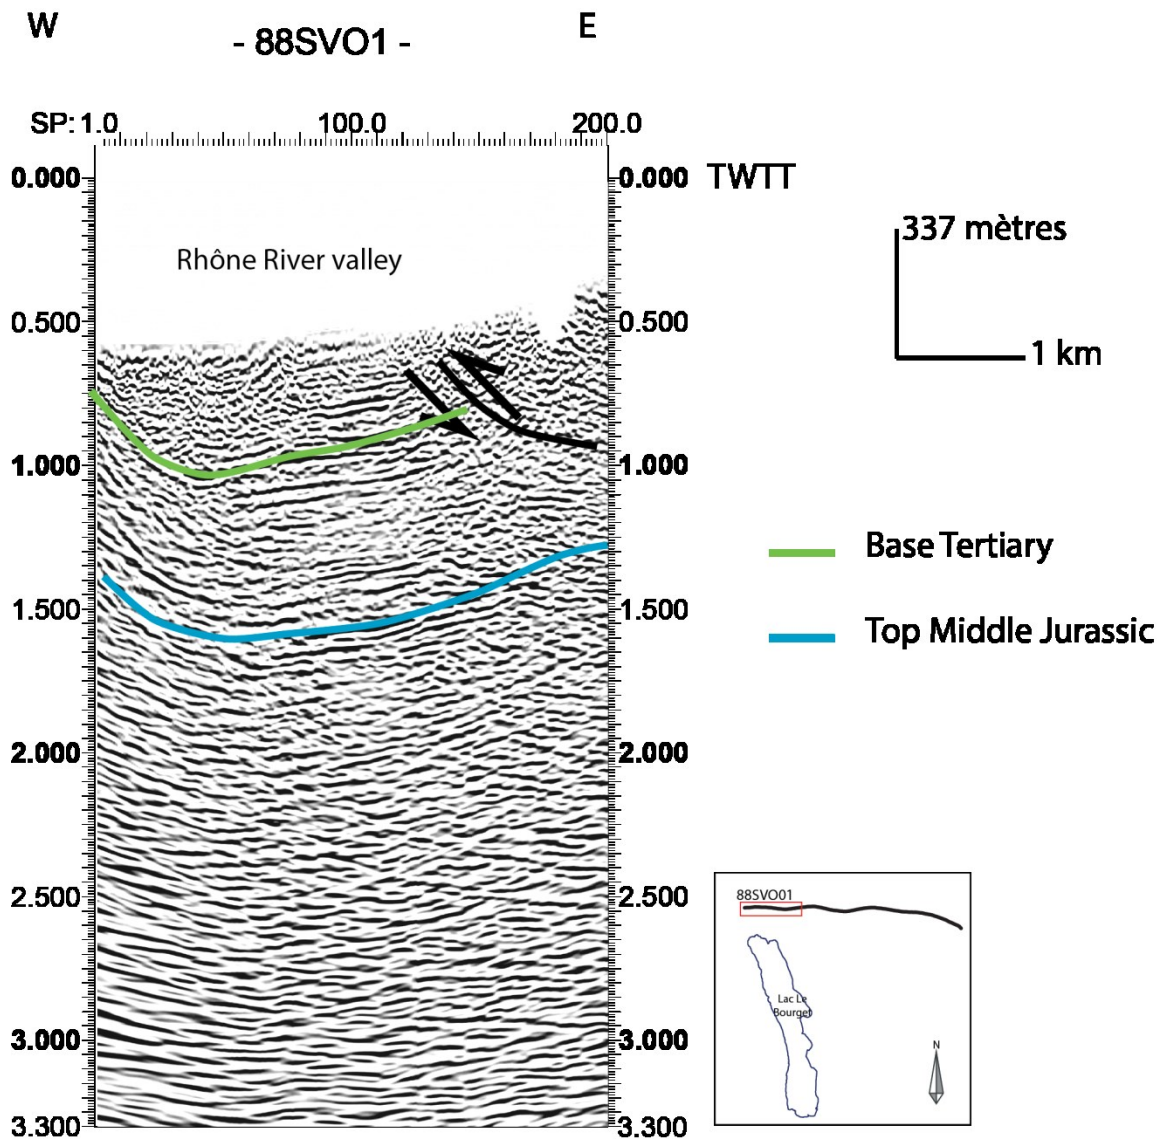 W
E
- 88SVO1 -
SP: 1.0 100.0 200.0
0.000 0.000 TWTT
Rhône River valley
337 mètres
0.500 0.500
1 km
1.000 1.000
Base Tertiary
1.500 1.500
Top Middle Jurassic
2.000 2.000
2.500 2.500
88SVO01
Lac Le
Bourget
3.000 3.000
N
3.300 3.300